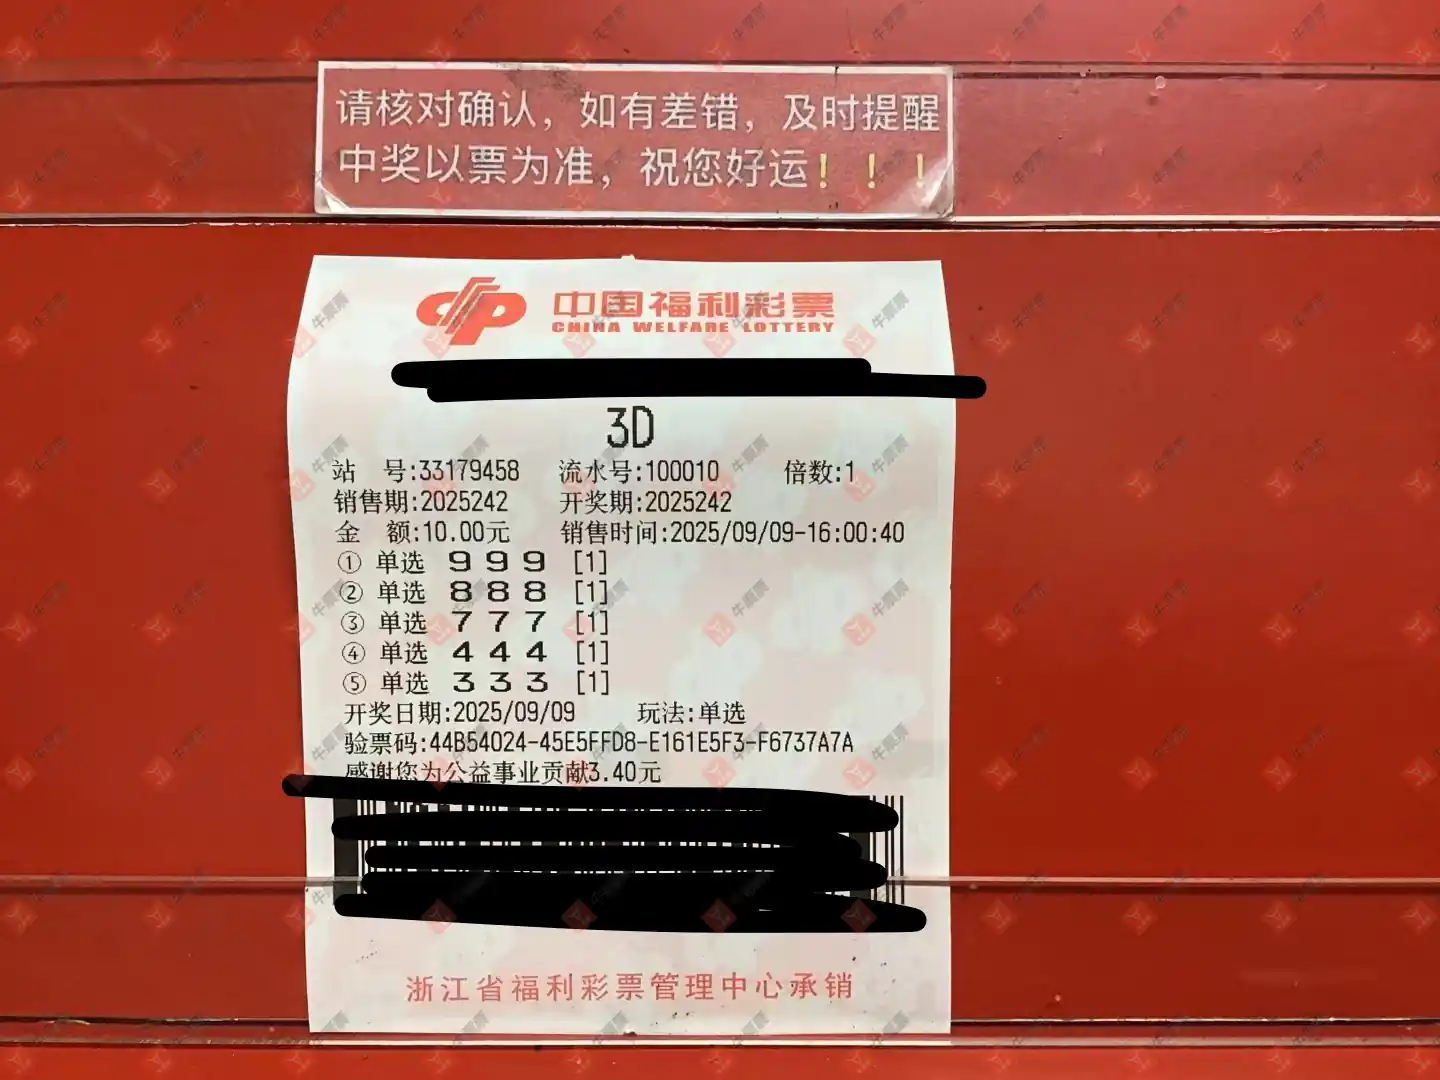 请核对确认，如有差错，及时提醒
中奖以票为准，祝您好运！！！
中国福利彩票
CHINA WELFARE LOTTERY
3D
站 号:33179458 流水号:100010 倍数:1
销售期:2025242 开奖期:2025242
金 额:10.00元 销售时间:2025/09/09-16:00:40
① 单选 9 9 9 [1]
② 单选 8 8 8 [1]
③ 单选 7 7 7 [1]
④ 单选 4 4 4 [1]
⑤ 单选 3 3 3 [1]
开奖日期:2025/09/09 玩法:单选
验票码:44B54024-45E5FFD8-E161E5F3-F6737A7A
感谢您为公益事业贡献3.40元
浙江省福利彩票管理中心承销
牛票票